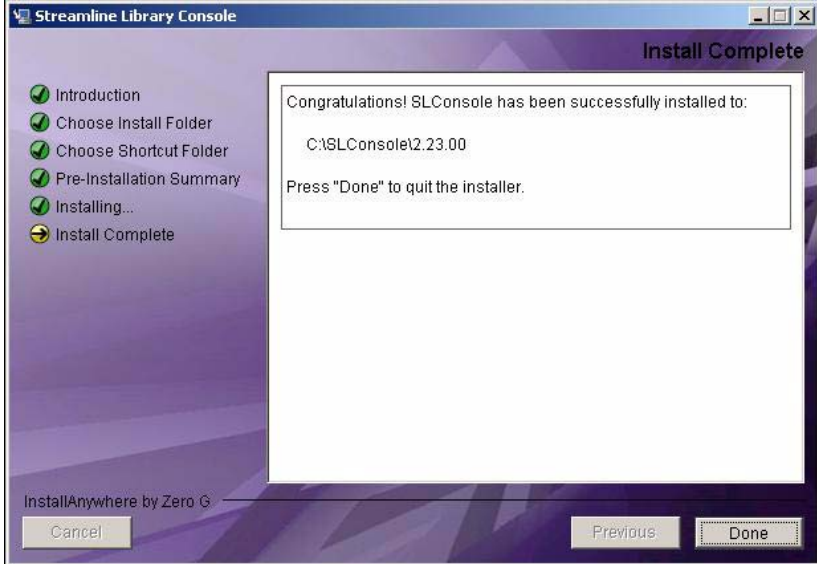 Streamline Library Console
Install Complete
Introduction
Choose Install Folder
Choose Shortcut Folder
Pre-Installation Summary
Installing...
Install Complete
Congratulations! SLConsole has been successfully installed to:
C:\SLConsole\2.23.00
Press "Done" to quit the installer.
InstallAnywhere by Zero G
Cancel
Previous
Done